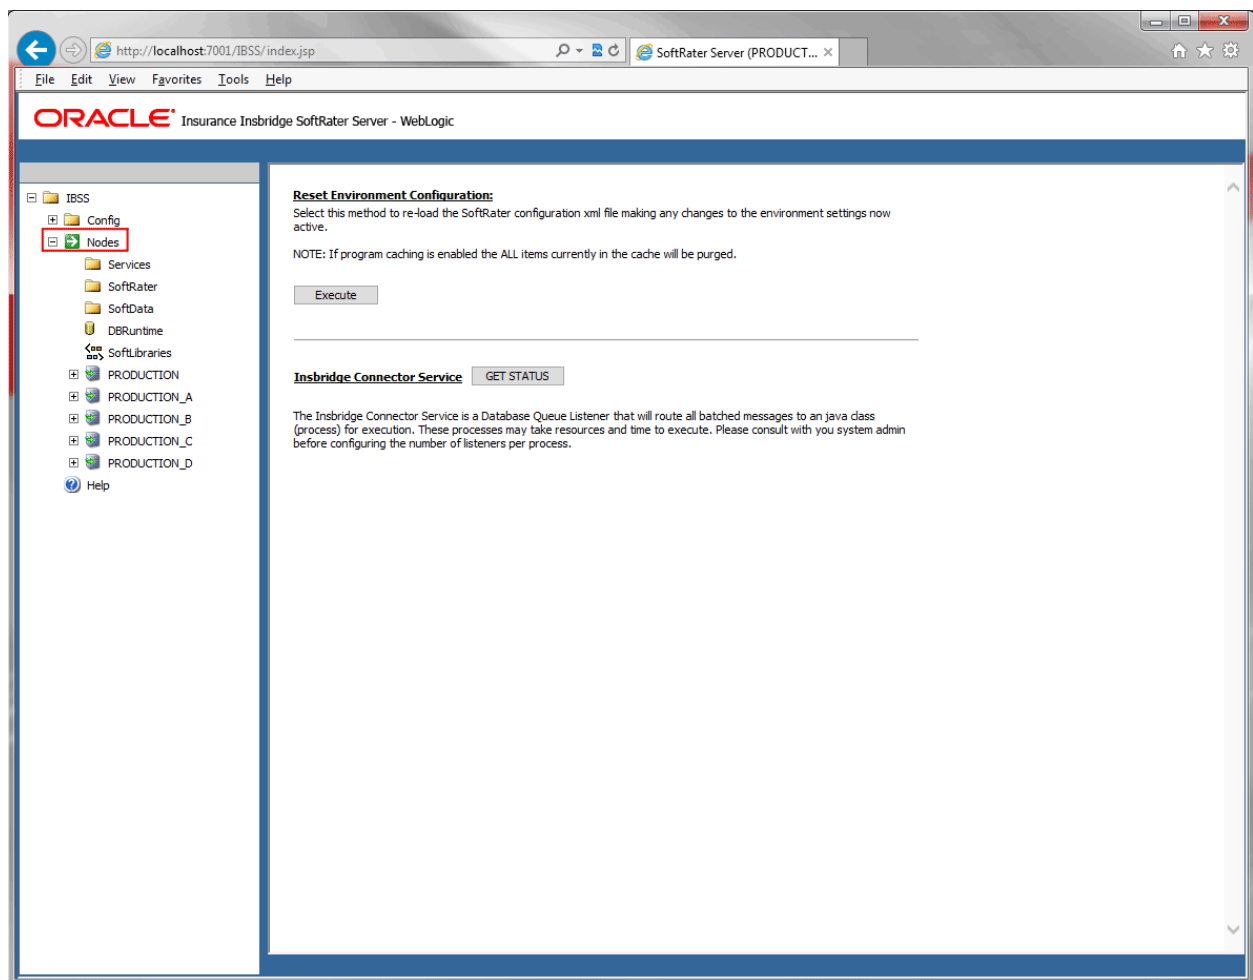 http://localhost:7001/IBSS/index.jsp
SoftRater Server (PRODUCT...
File Edit View Favorites Tools Help
ORACLE Insurance Insbridge SoftRater Server - WebLogic
IBSS
Config
Nodes
Services
SoftRater
SoftData
DBRuntime
SoftLibraries
PRODUCTION
PRODUCTION_A
PRODUCTION_B
PRODUCTION_C
PRODUCTION_D
Help
Reset Environment Configuration:
Select this method to re-load the SoftRater configuration xml file making any changes to the environment settings now
active.
NOTE: If program caching is enabled the ALL items currently in the cache will be purged.
Execute
Insbridge Connector Service GET STATUS
The Insbridge Connector Service is a Database Queue Listener that will route all batched messages to an java class
(process) for execution. These processes may take resources and time to execute. Please consult with you system admin
before configuring the number of listeners per process.